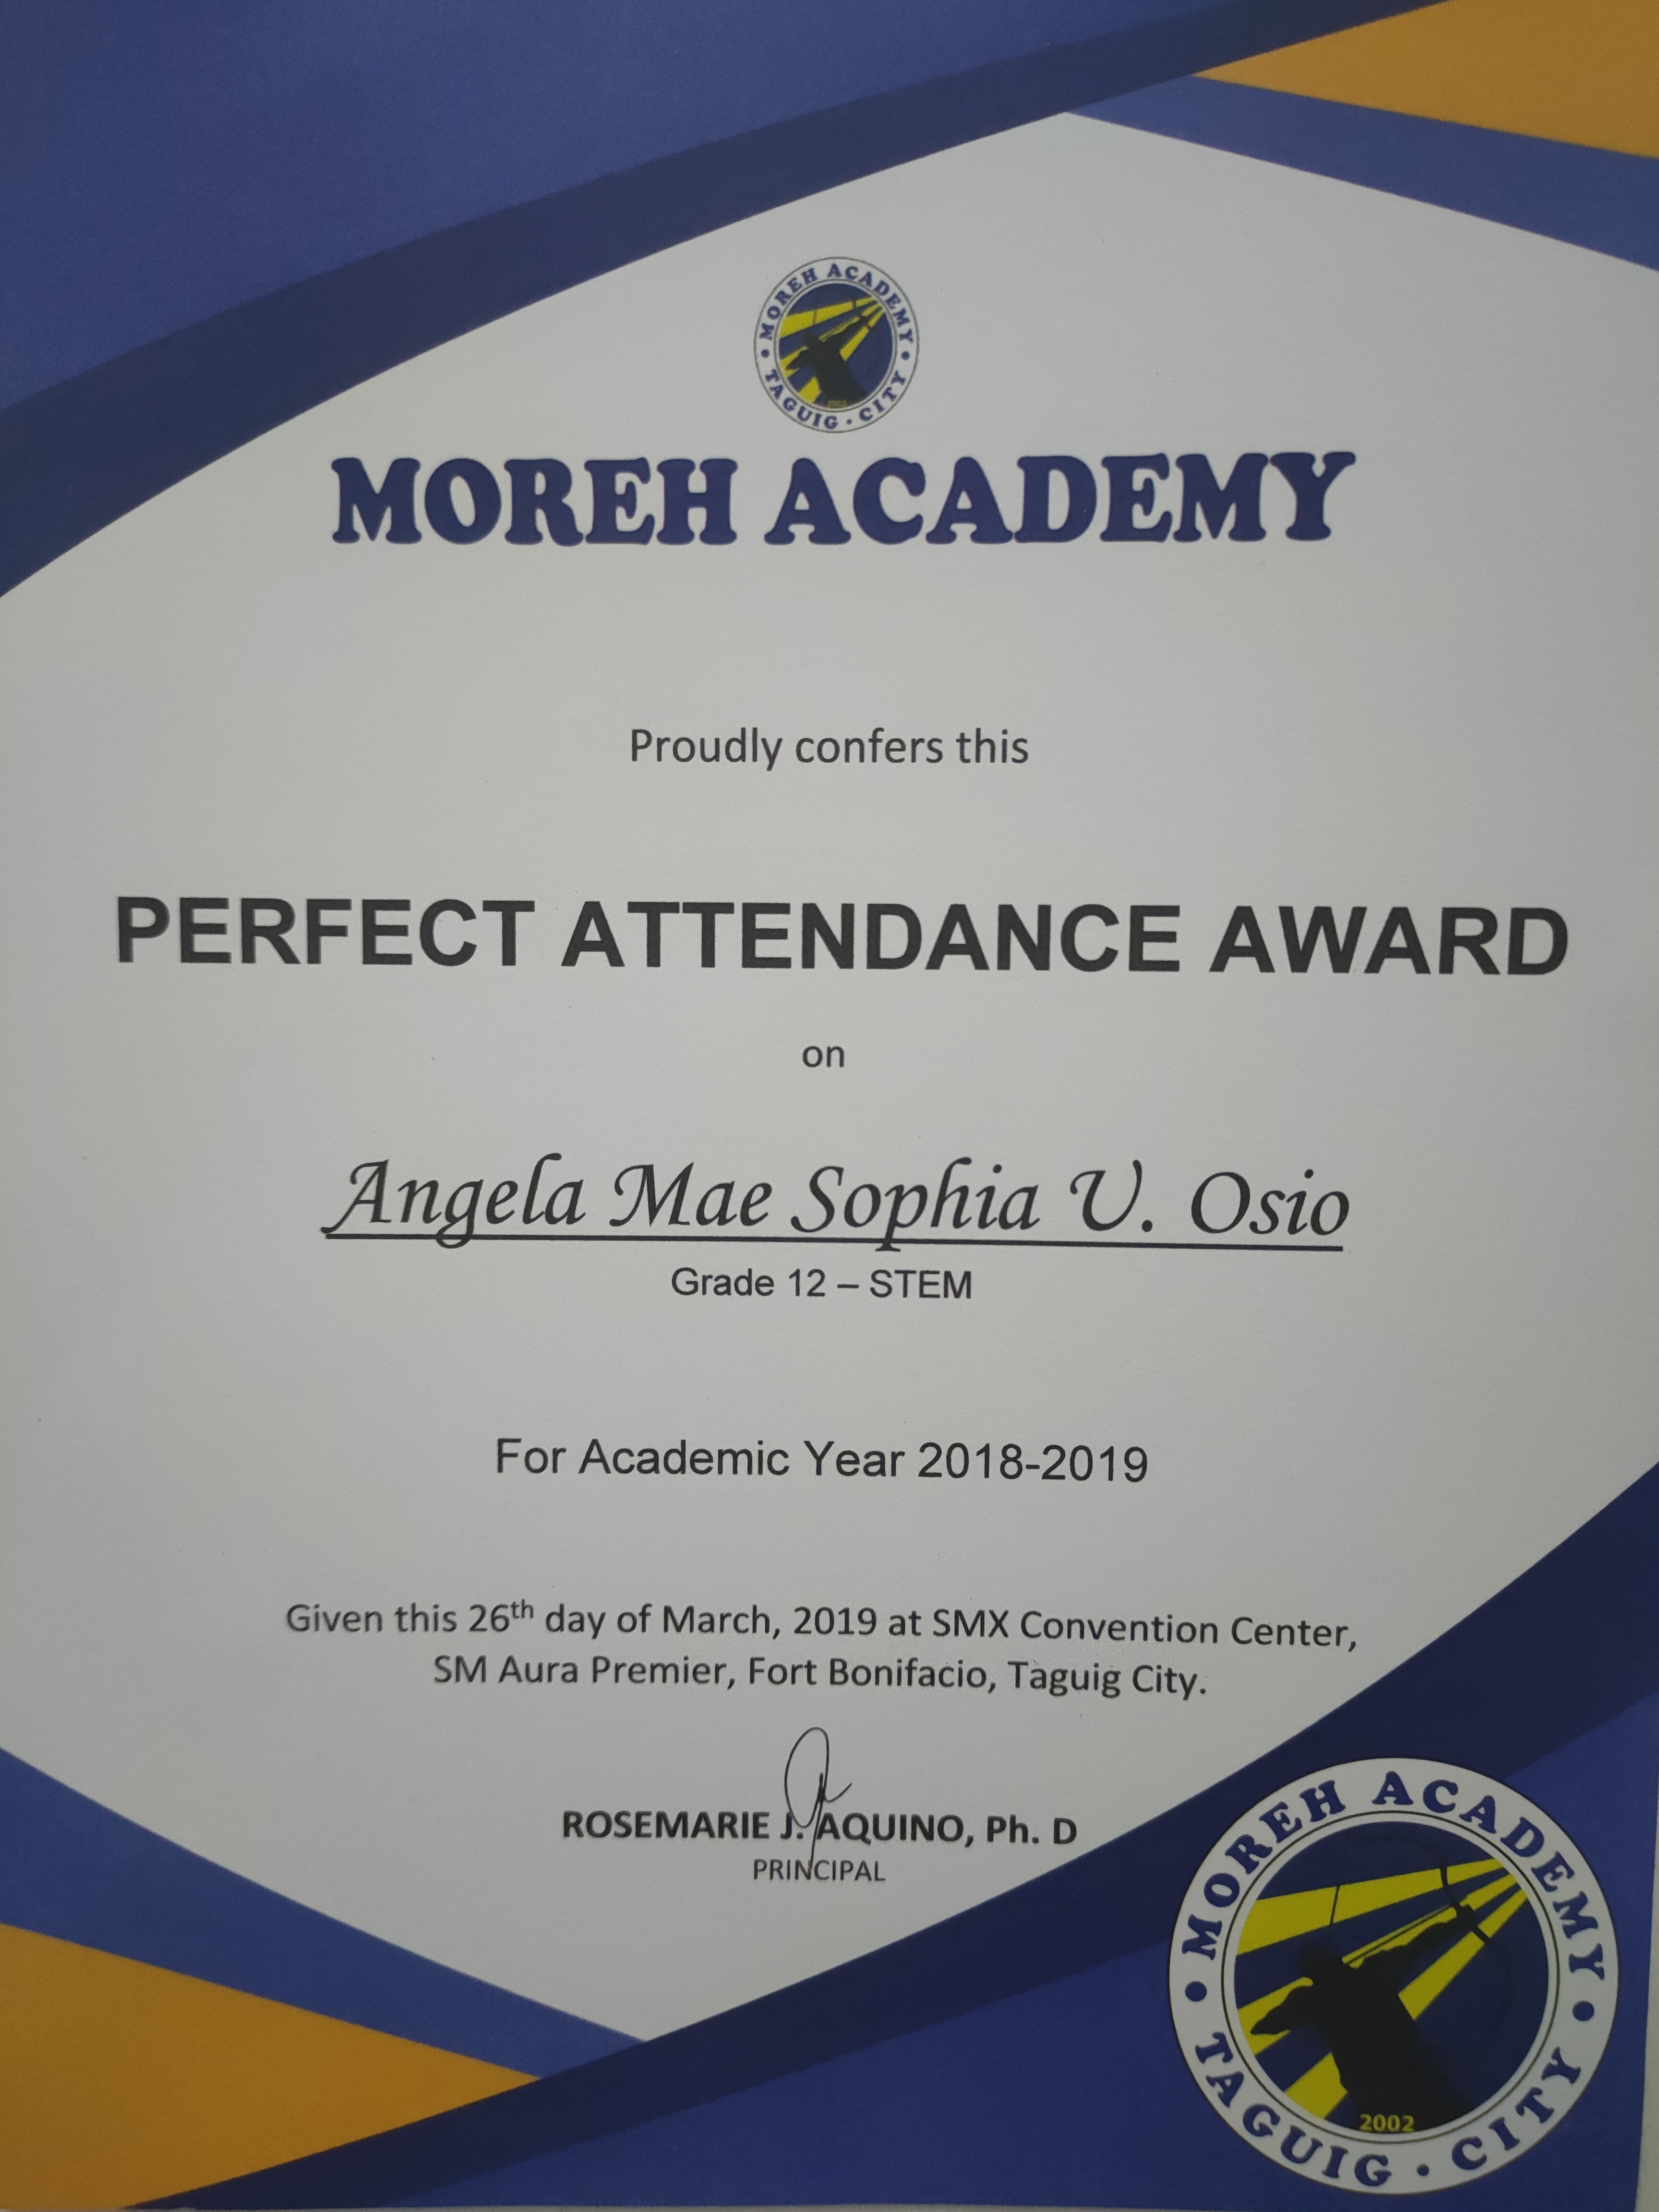 MOREH ACADEMY
TAGUIG · CITY
2002
MOREH ACADEMY
Proudly confers this
PERFECT ATTENDANCE AWARD
on
Angela Mae Sophia U. Osio
Grade 12 – STEM
For Academic Year 2018-2019
Given this 26th day of March, 2019 at SMX Convention Center,
SM Aura Premier, Fort Bonifacio, Taguig City.
ROSEMARIE J. AQUINO, Ph. D
PRINCIPAL
MOREH ACADEMY
TAGUIG · CITY
2002